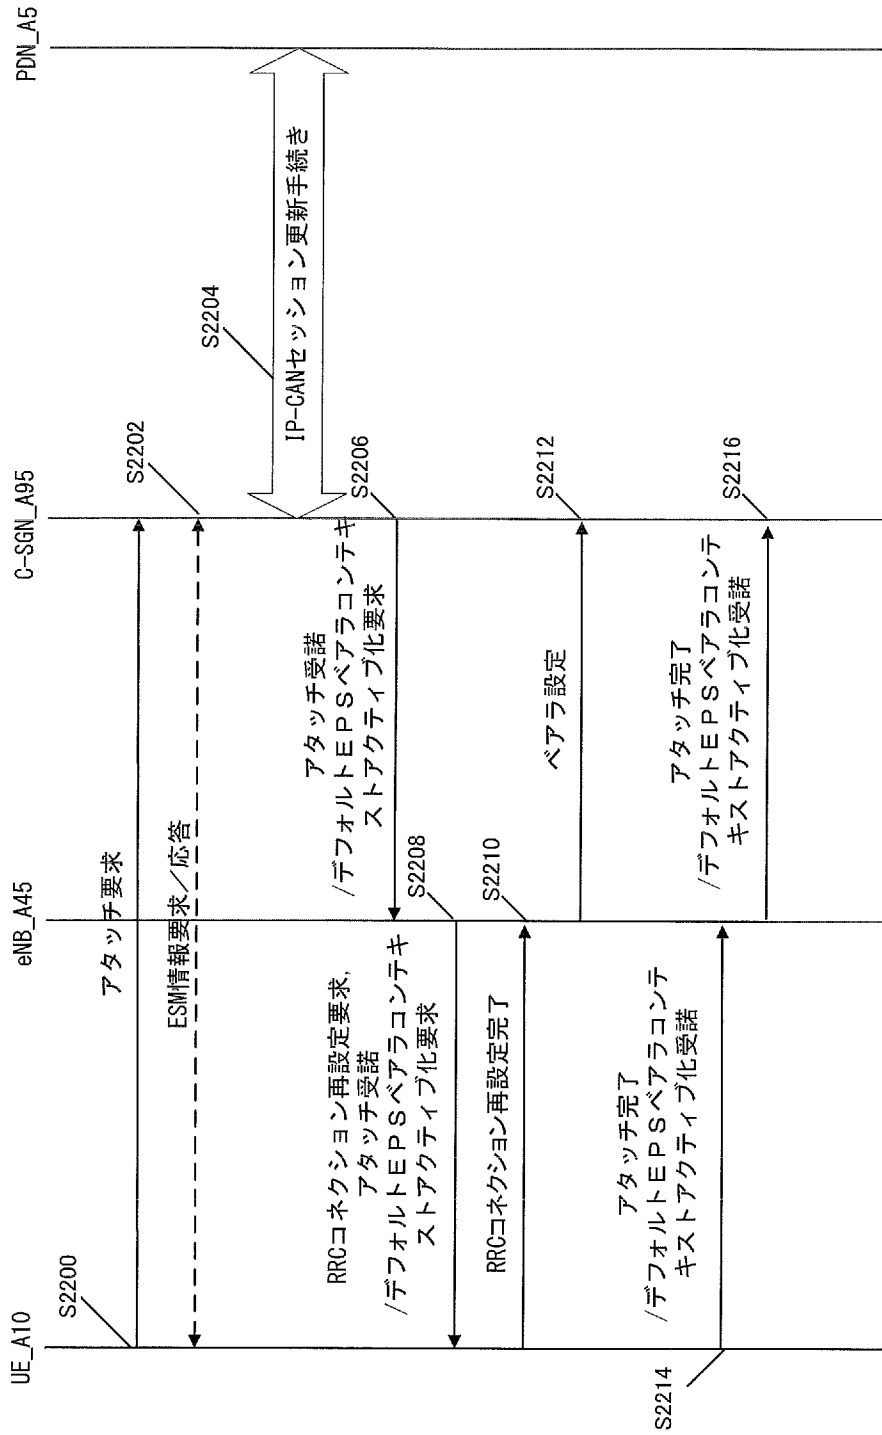 UE_A10
eNB_A45
C-SGN_A95
PDN_A5
S2200
アタッチ要求
S2202
ESM情報要求／応答
S2204
IP-CANセッション更新手続き
S2206
アタッチ受諾
/デフォルトＥＰＳベアラコンテキ
ストアクティブ化要求
S2208
RRCコネクション再設定要求,
アタッチ受諾
/デフォルトＥＰＳベアラコンテキ
ストアクティブ化要求
S2210
RRCコネクション再設定完了
S2212
ベアラ設定
S2214
アタッチ完了
/デフォルトＥＰＳベアラコンテ
キストアクティブ化受諾
S2216
アタッチ完了
/デフォルトＥＰＳベアラコンテ
キストアクティブ化受諾